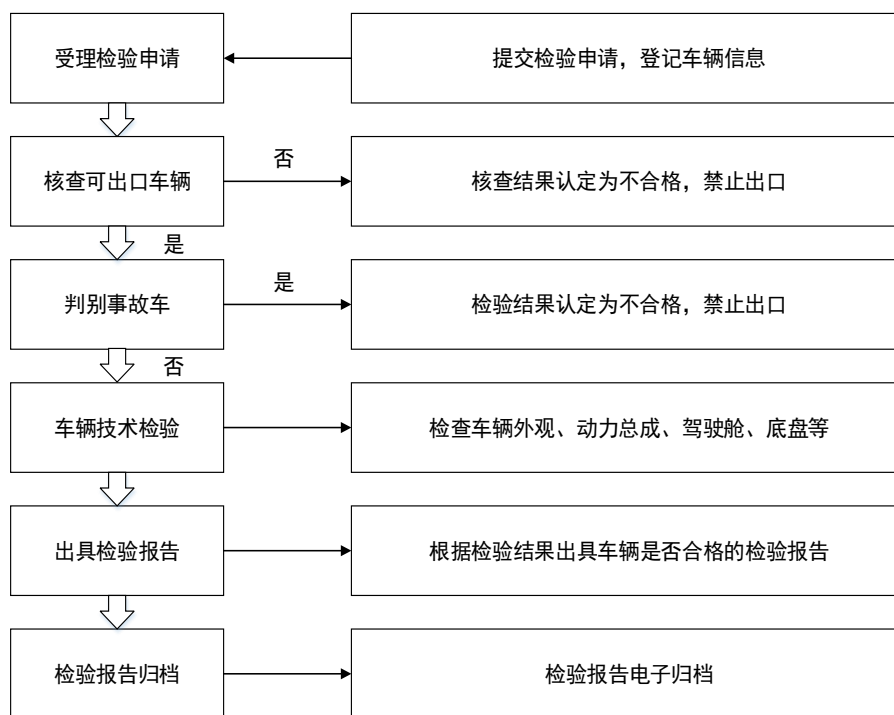 受理检验申请
提交检验申请，登记车辆信息
核查可出口车辆
否
核查结果认定为不合格，禁止出口
是
判别事故车
是
检验结果认定为不合格，禁止出口
否
车辆技术检验
检查车辆外观、动力总成、驾驶舱、底盘等
出具检验报告
根据检验结果出具车辆是否合格的检验报告
检验报告归档
检验报告电子归档